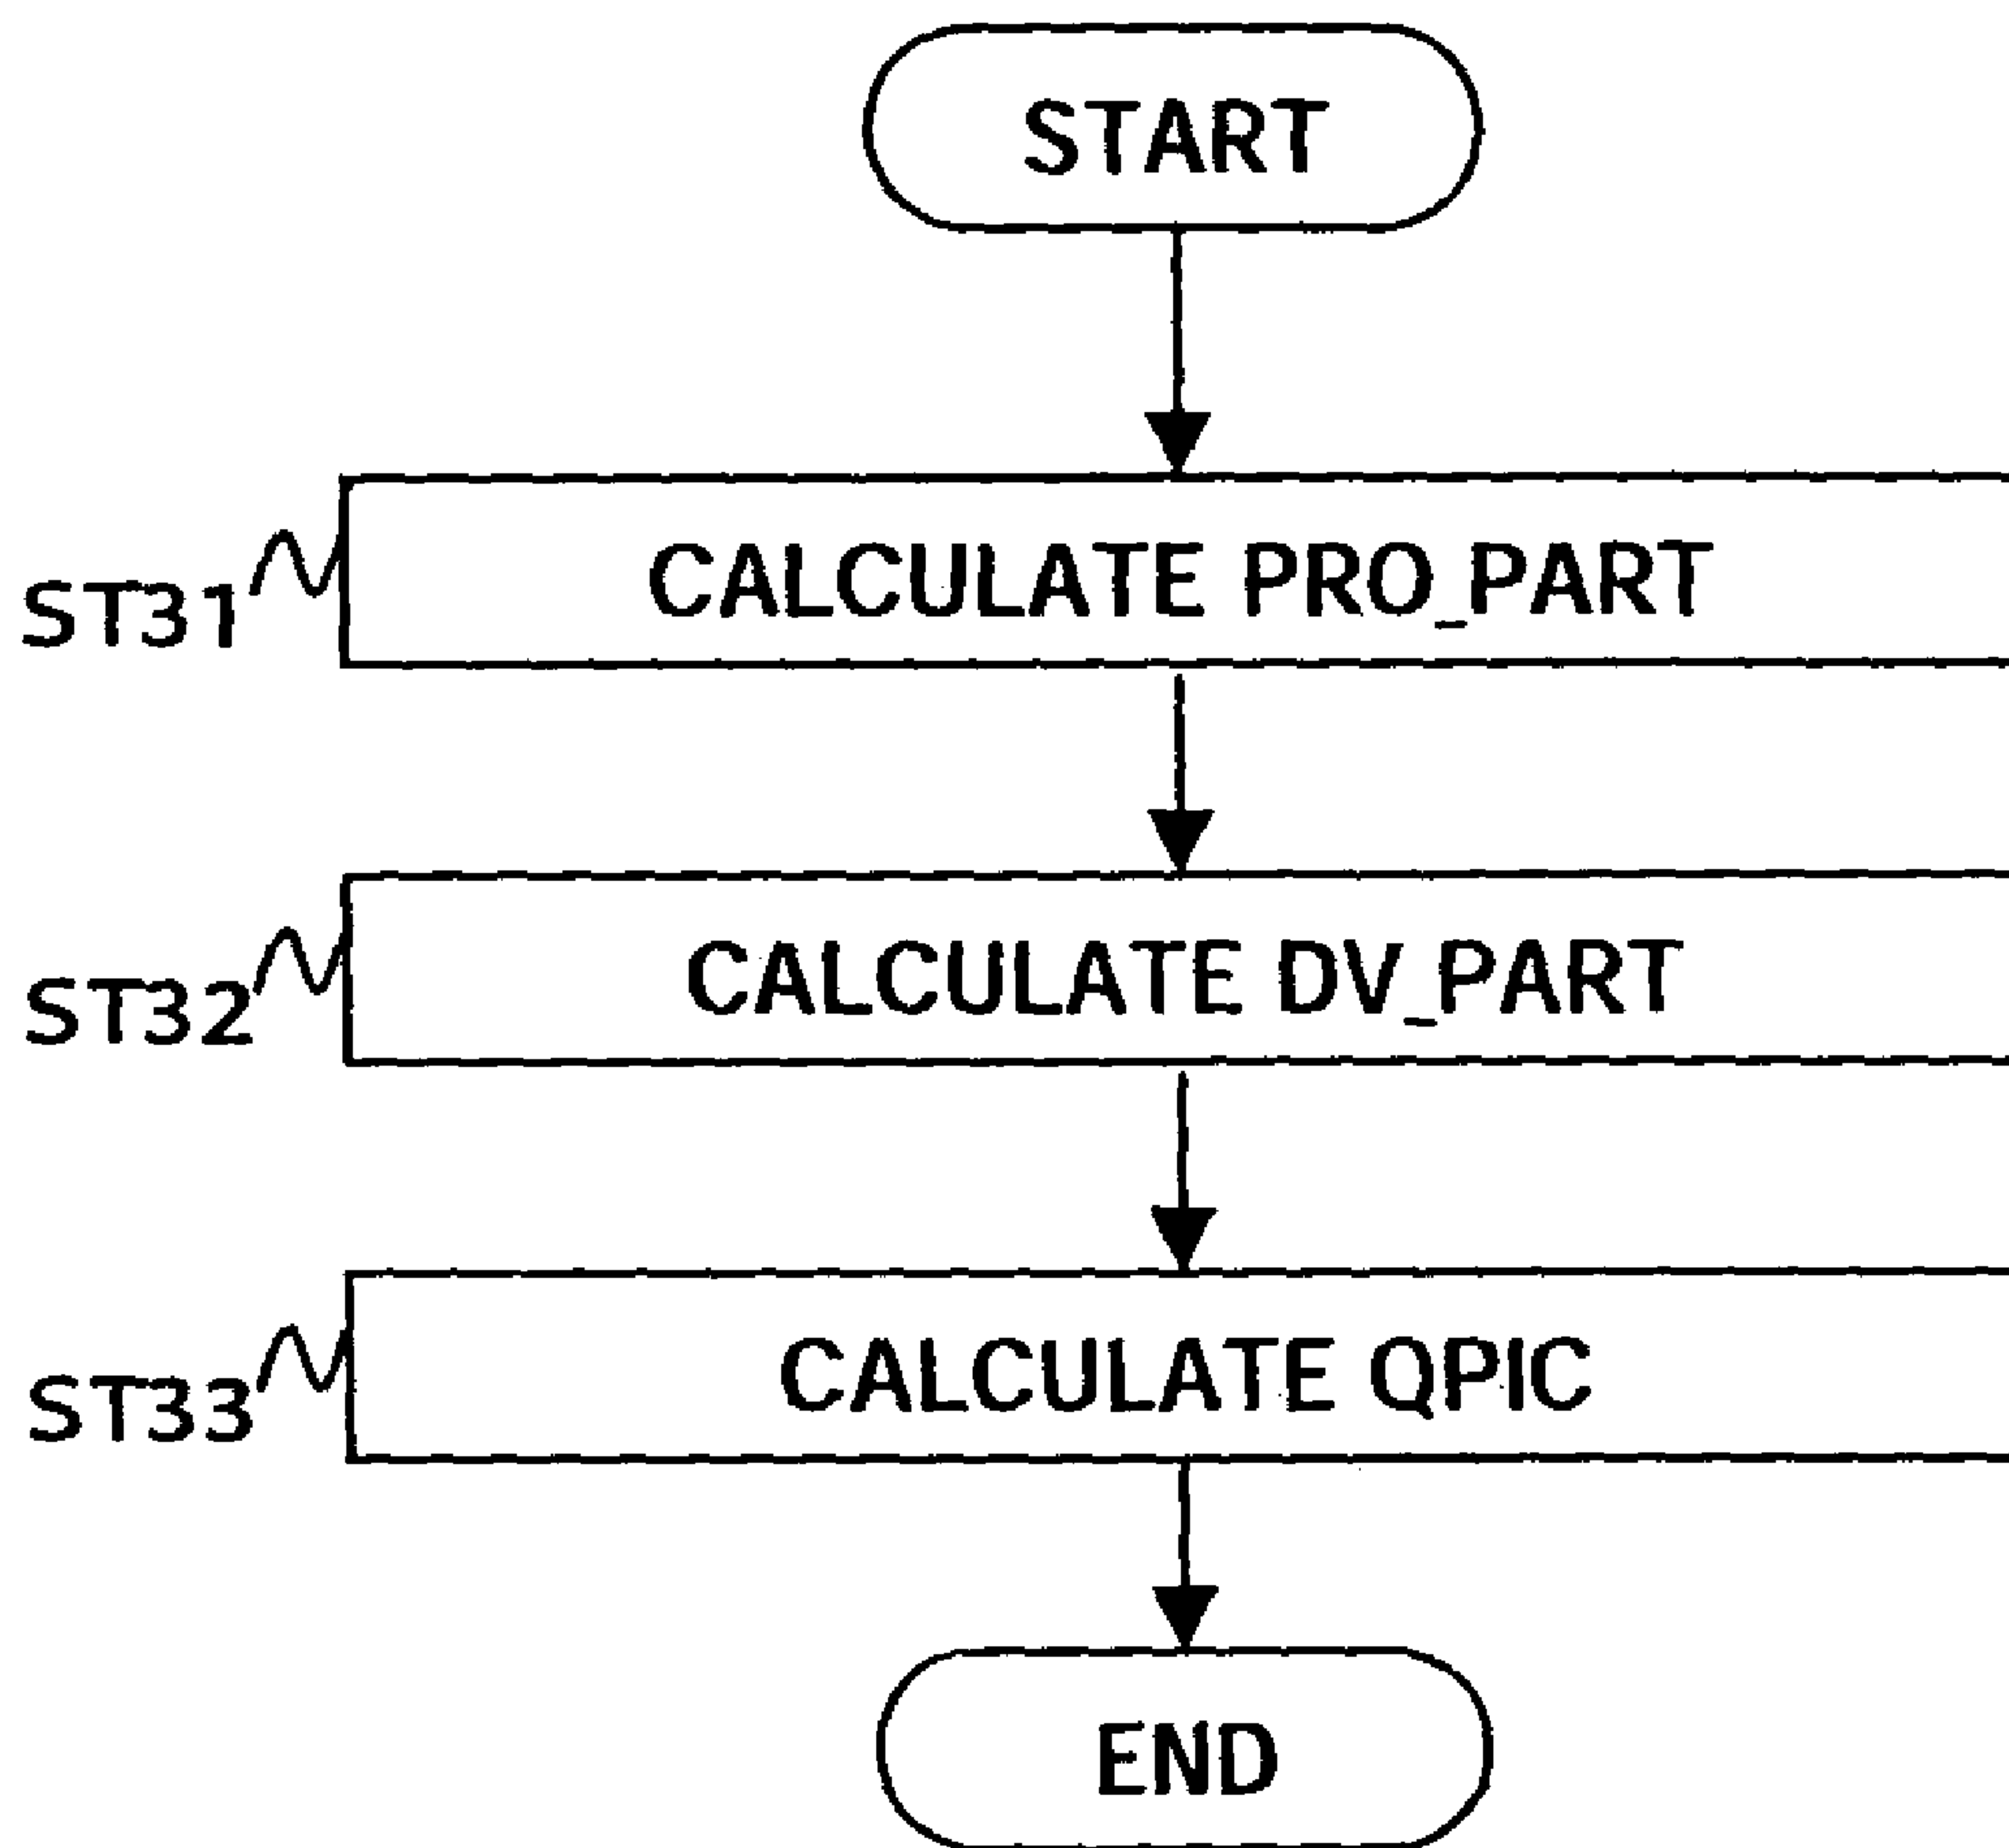 START
CALCULATE PRO_PART
ST31
CALCULATE DV_PART
ST32
CALCULATE QPIC
ST33
END